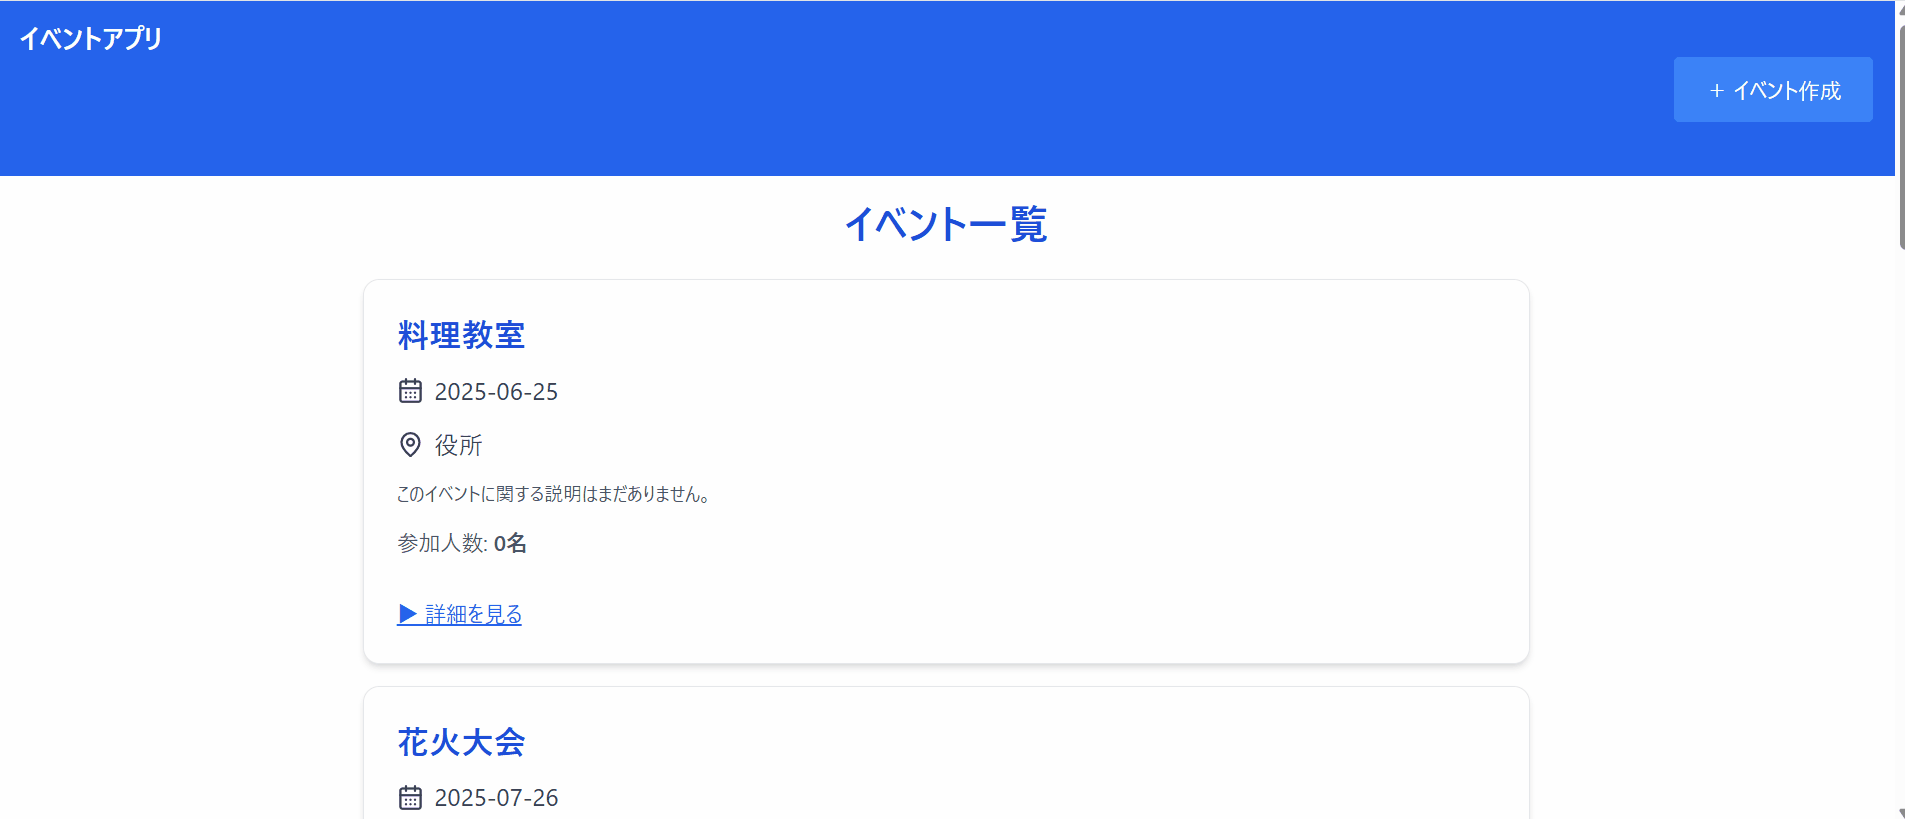 イベントアプリ
+ イベント作成
イベント一覧
料理教室
2025-06-25
役所
このイベントに関する説明はまだありません。
参加人数: 0名
▶ 詳細を見る
花火大会
2025-07-26